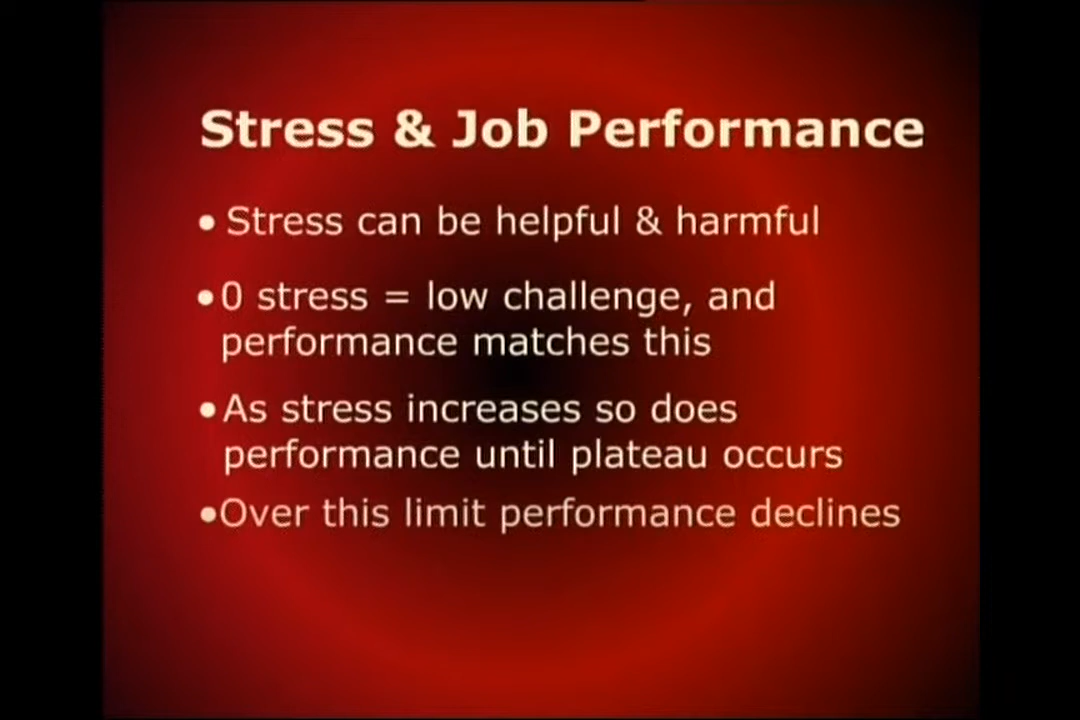 Stress & Job Performance
• Stress can be helpful & harmful
• 0 stress = low challenge, and
performance matches this
• As stress increases so does
performance until plateau occurs
• Over this limit performance declines